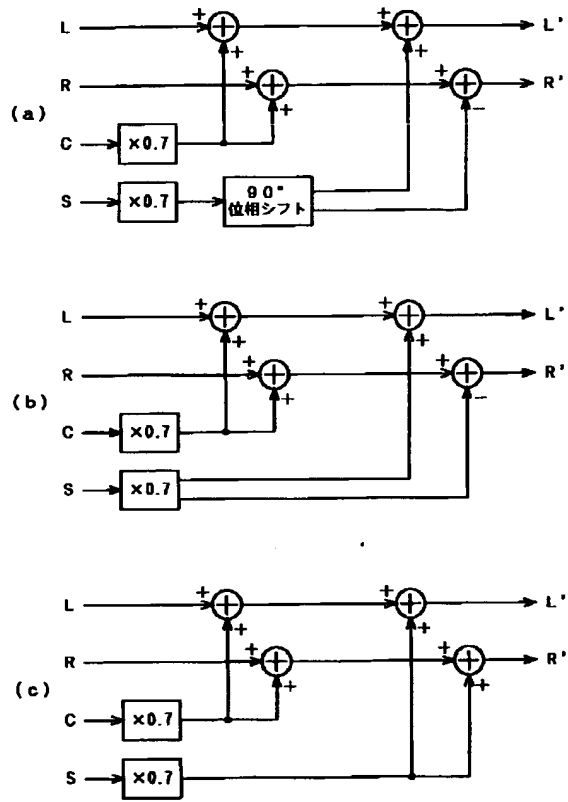 L + + L'
+ +
R + + R'
(a) + −
C ×0.7
S ×0.7 90°
位相シフト
L + + L'
+ +
R + + R'
(b) + −
C ×0.7
S ×0.7
L + + L'
+ +
R + + R'
(c) + +
C ×0.7
S ×0.7